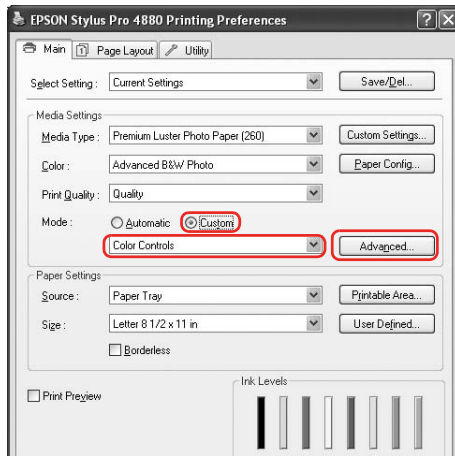 EPSON Stylus Pro 4880 Printing Preferences
Main Page Layout Utility
Select Setting : Current Settings Save/Del...
Media Settings
Media Type : Premium Luster Photo Paper (260) Custom Settings...
Color : Advanced B&W Photo Paper Config...
Print Quality : Quality
Mode : Automatic Custom
Color Controls Advanced...
Paper Settings
Source : Paper Tray Printable Area...
Size : Letter 8 1/2 x 11 in User Defined...
Borderless
Print Preview Ink Levels